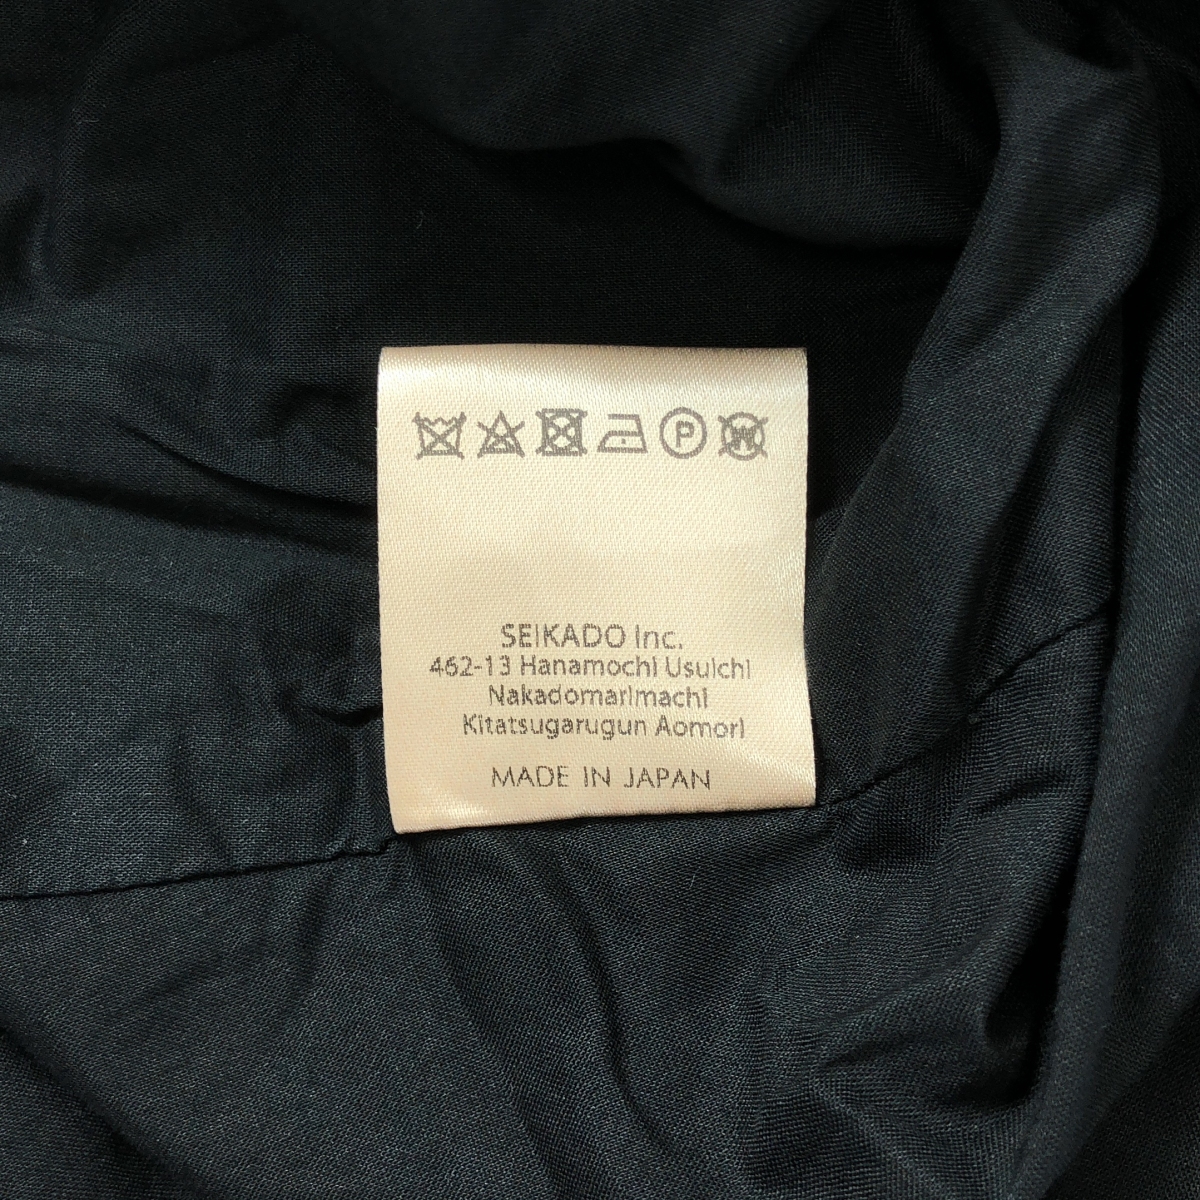 P W
SEIKADO Inc.
462-13 Hanamochi Usuichi
Nakadomarimachi
Kitatsugarugun Aomori
MADE IN JAPAN